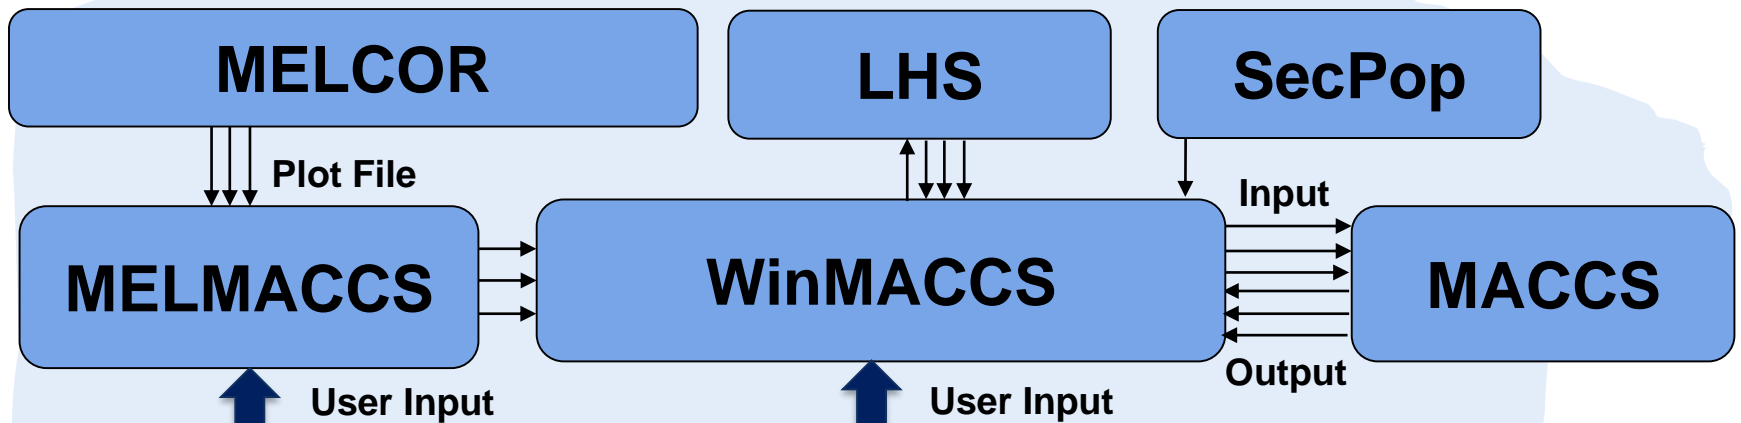 MELCOR
LHS
SecPop
Plot File
Input
MELMACCS
WinMACCS
MACCS
Output
User Input
User Input